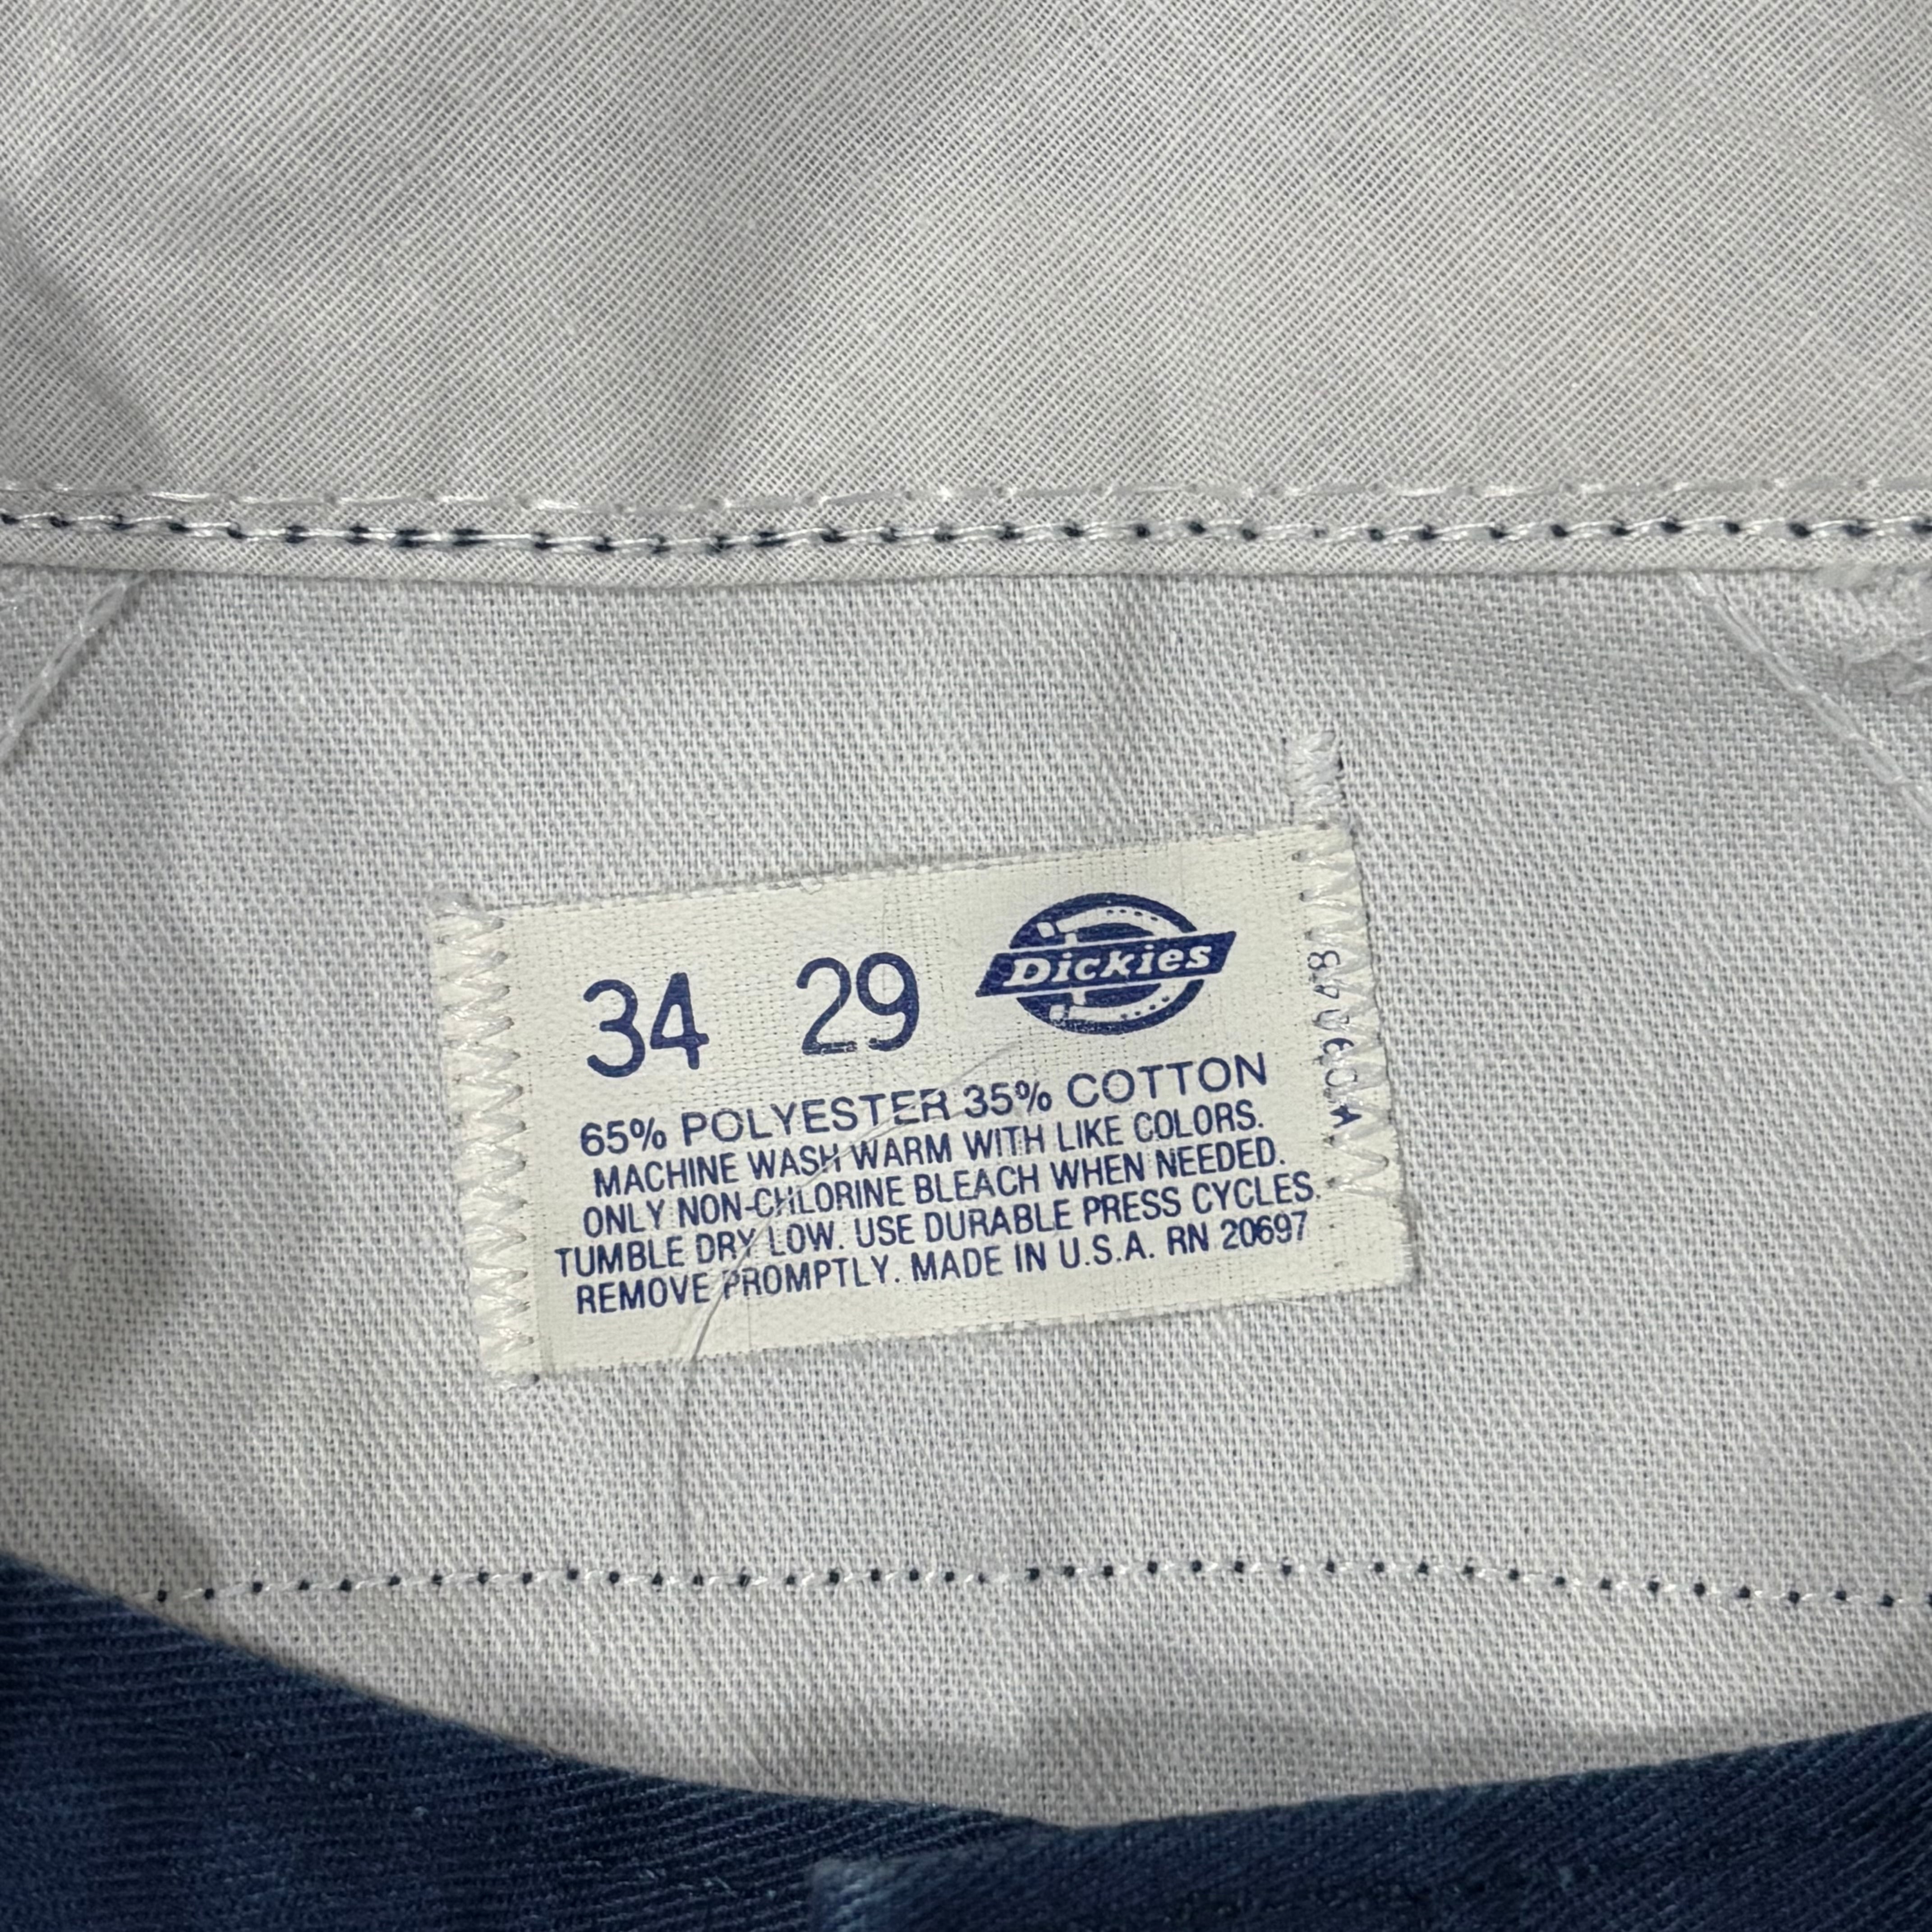 34 29 Dickies
65% POLYESTER 35% COTTON
MACHINE WASH WARM WITH LIKE COLORS.
ONLY NON-CHLORINE BLEACH WHEN NEEDED.
TUMBLE DRY LOW. USE DURABLE PRESS CYCLES.
REMOVE PROMPTLY. MADE IN U.S.A. RN 20697